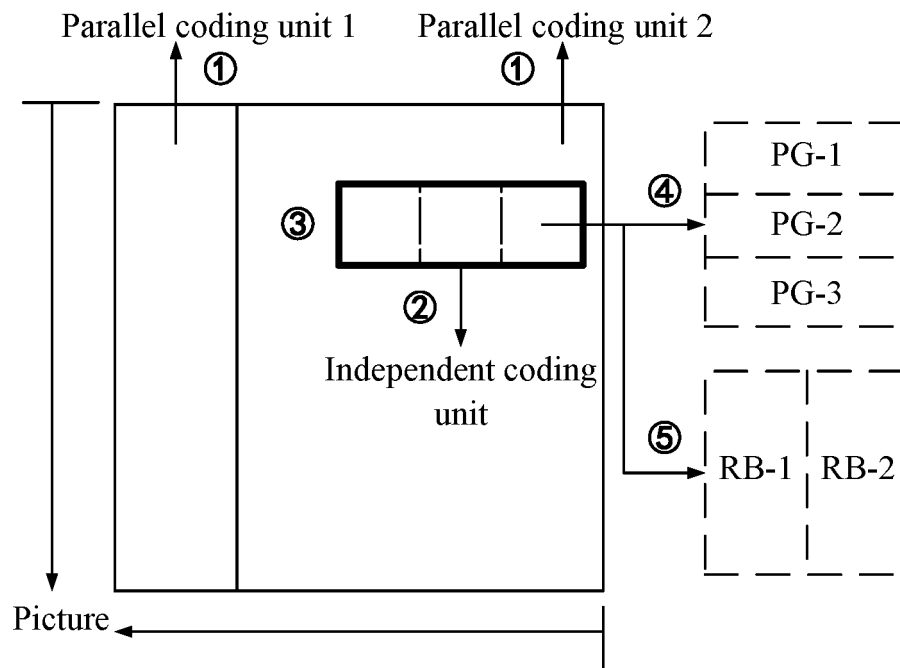 Parallel coding unit 1
Parallel coding unit 2
①
①
PG-1
④
③
PG-2
②
PG-3
Independent coding
unit
⑤
RB-1
RB-2
Picture